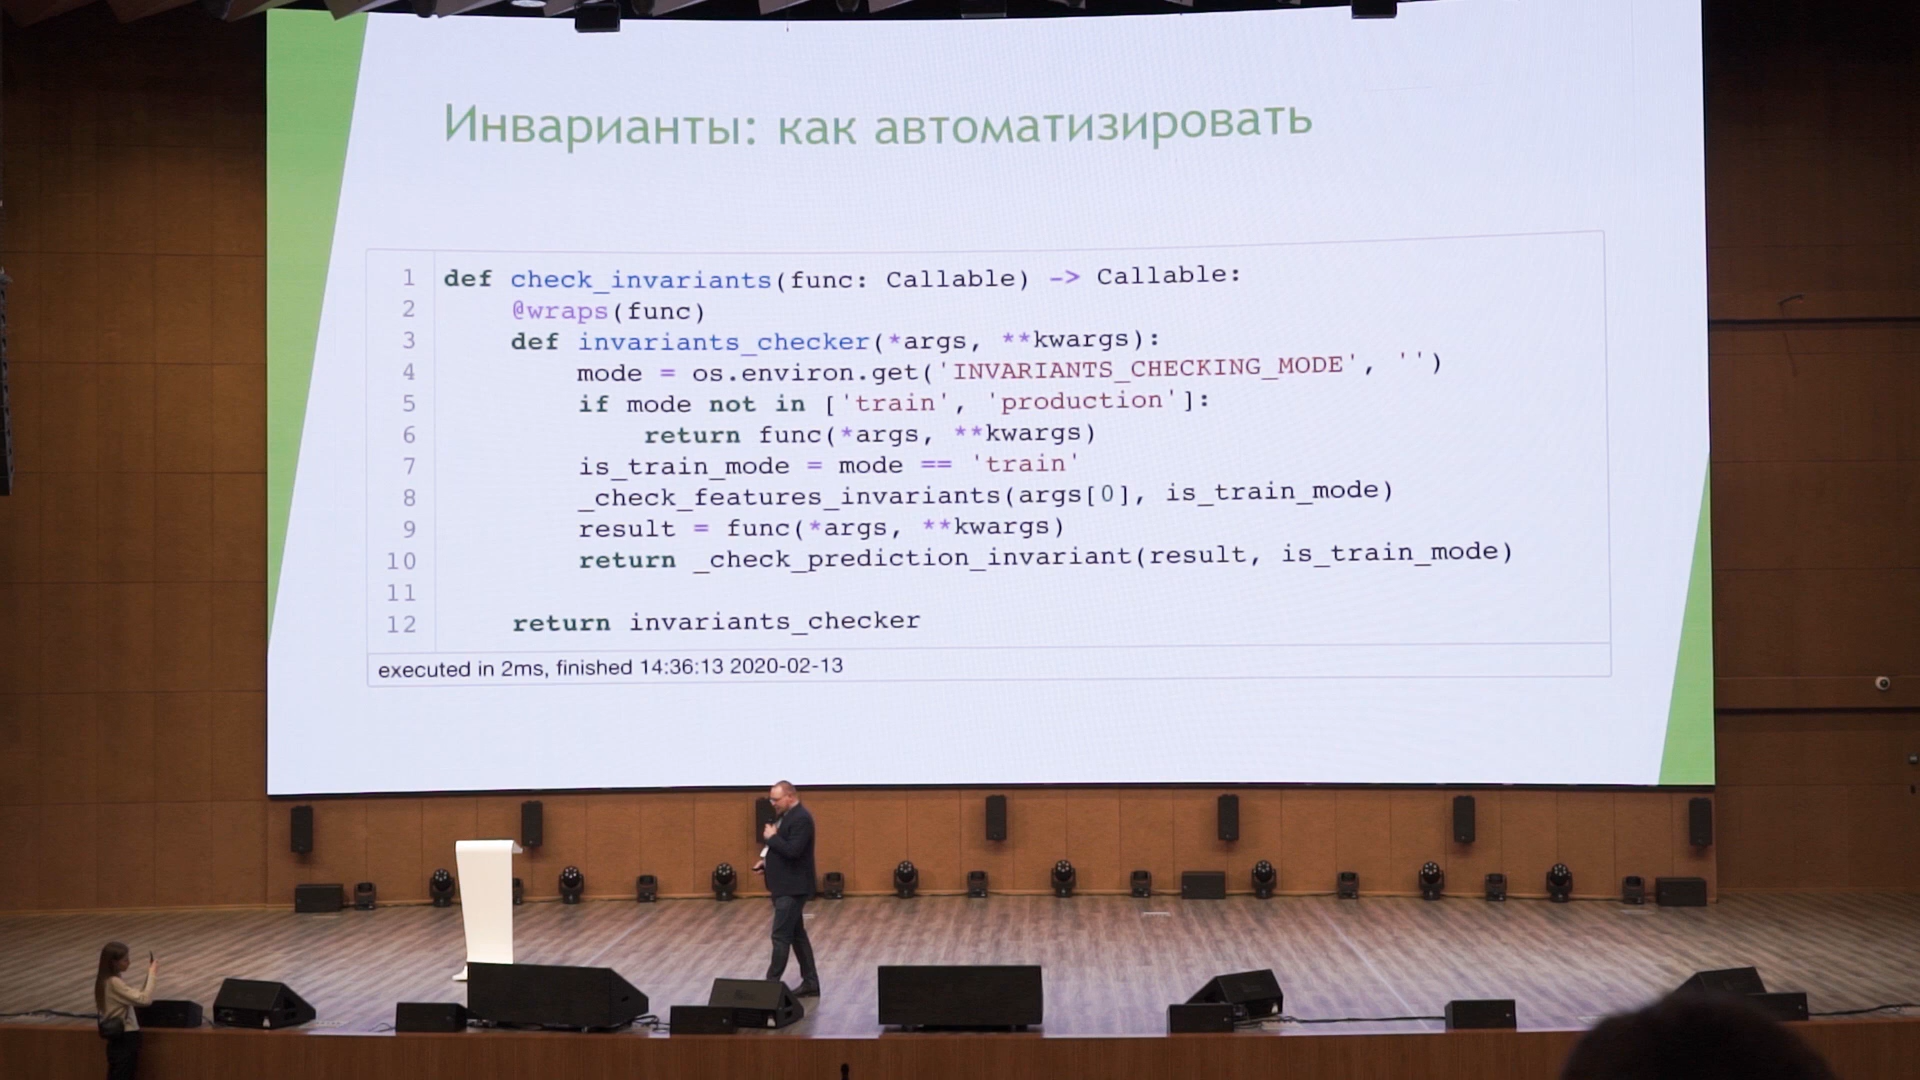 Инварианты: как автоматизировать
1 def check_invariants(func: Callable) -> Callable:
2     @wraps(func)
3     def invariants_checker(*args, **kwargs):
4         mode = os.environ.get('INVARIANTS_CHECKING_MODE', '')
5         if mode not in ['train', 'production']:
6             return func(*args, **kwargs)
7         is_train_mode = mode == 'train'
8         _check_features_invariants(args[0], is_train_mode)
9         result = func(*args, **kwargs)
10         return _check_prediction_invariant(result, is_train_mode)
11
12     return invariants_checker
executed in 2ms, finished 14:36:13 2020-02-13